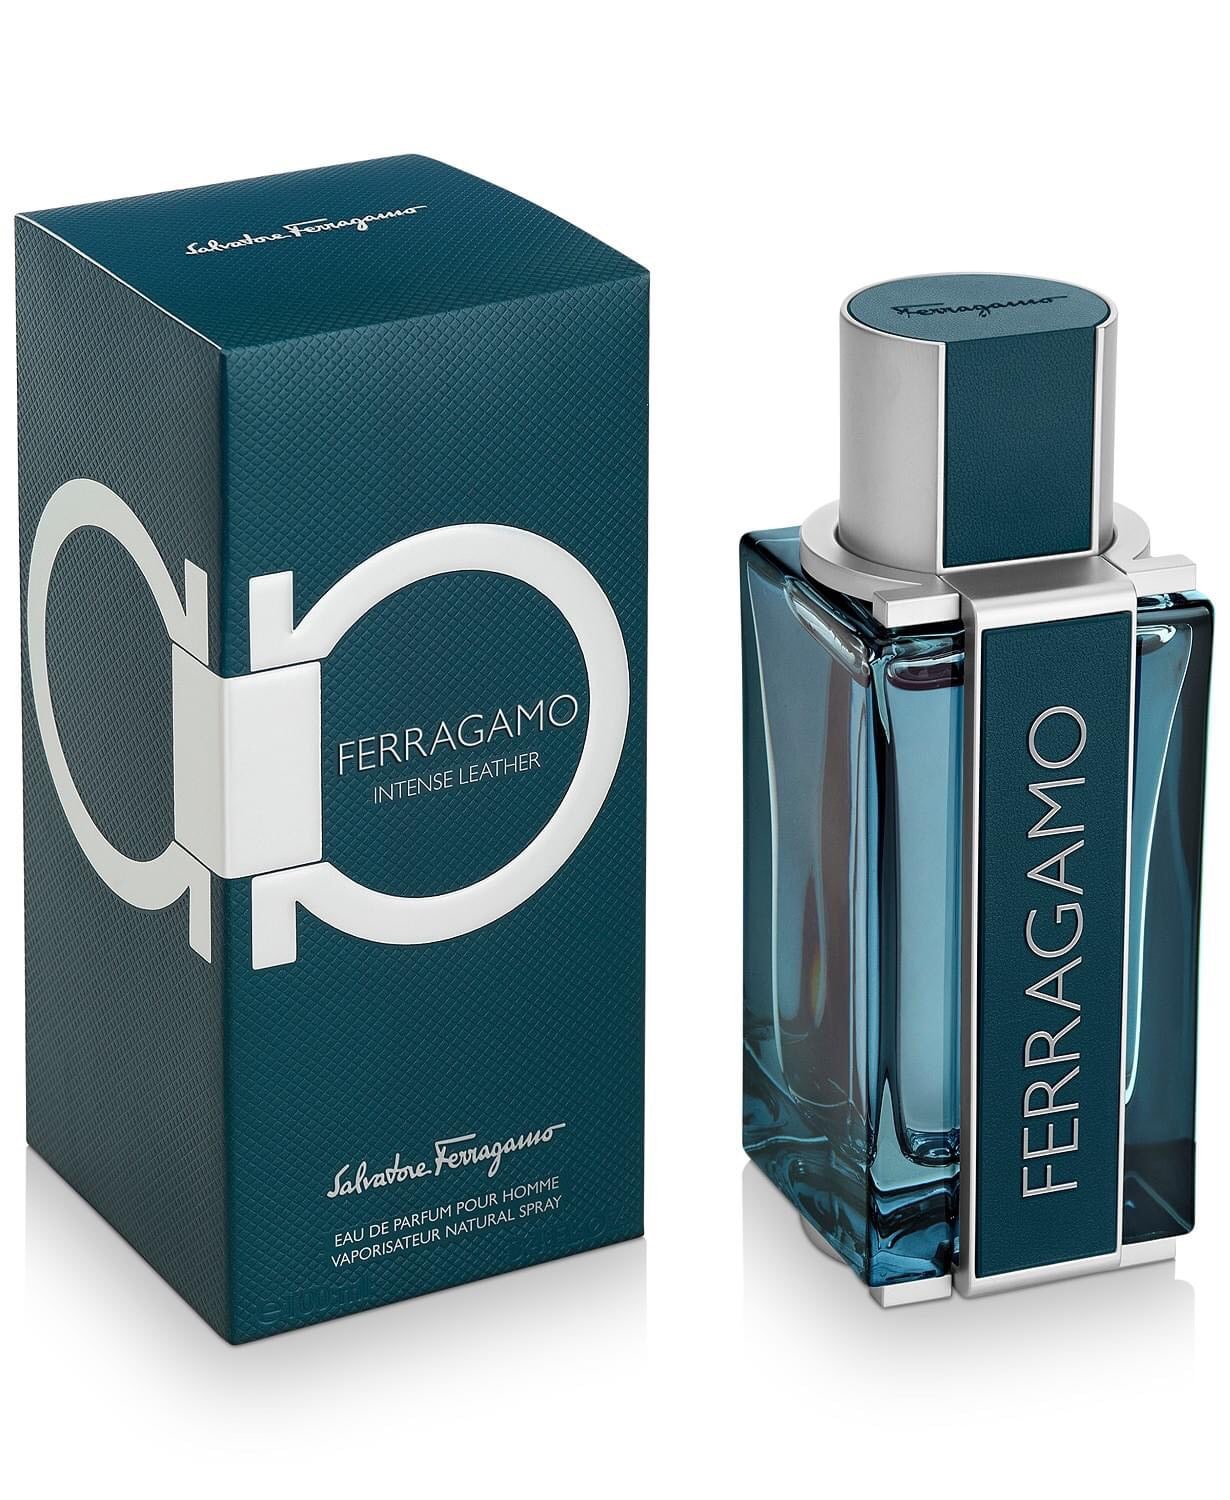 Salvatore Ferragamo
FERRAGAMO
INTENSE LEATHER
Salvatore Ferragamo
EAU DE PARFUM POUR HOMME
VAPORISATEUR NATURAL SPRAY
Ferragamo
FERRAGAMO